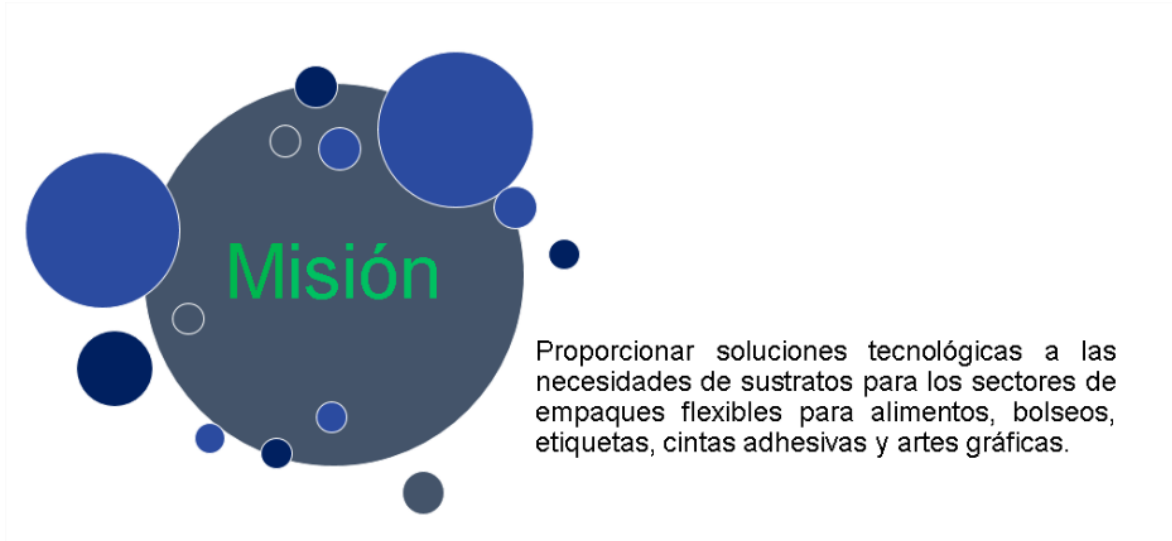 Misión
Proporcionar soluciones tecnológicas a las
necesidades de sustratos para los sectores de
empaques flexibles para alimentos, bolseos,
etiquetas, cintas adhesivas y artes gráficas.